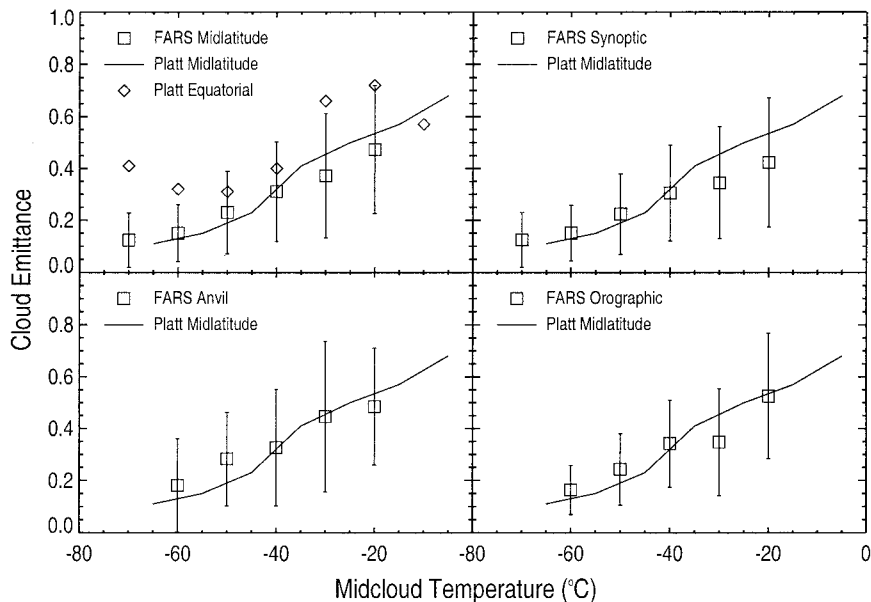 1.0
0.8
0.6
0.4
0.2
0.0
FARS Midlatitude
Platt Midlatitude
Platt Equatorial
FARS Synoptic
Platt Midlatitude
Cloud Emittance
0.8
0.6
0.4
0.2
0.0
FARS Anvil
Platt Midlatitude
FARS Orographic
Platt Midlatitude
-80 -60 -40 -20 -80 -60 -40 -20 0
Midcloud Temperature (°C)